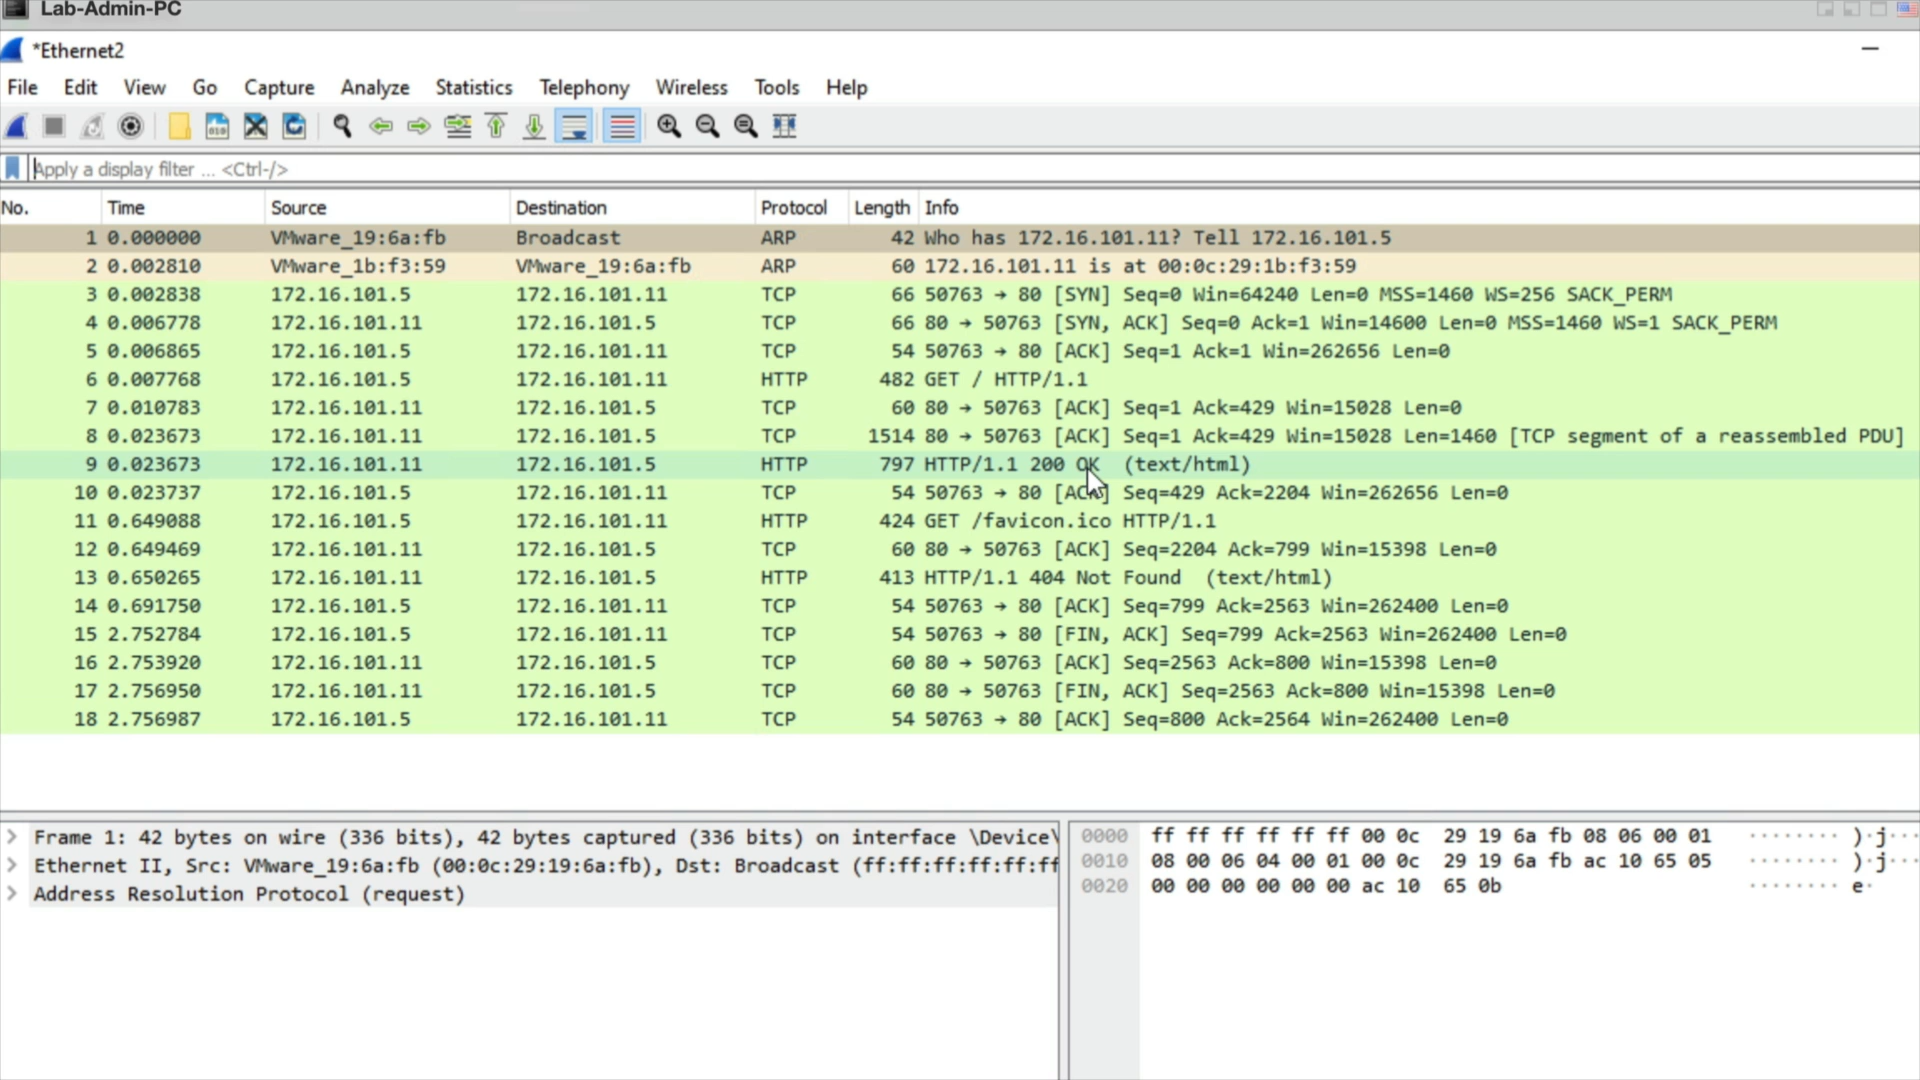 Lab-Admin-PC
*Ethernet2
File Edit View Go Capture Analyze Statistics Telephony Wireless Tools Help
Apply a display filter ... <Ctrl-/>
No. Time Source Destination Protocol Length Info
1 0.000000 VMware_19:6a:fb Broadcast ARP 42 Who has 172.16.101.11? Tell 172.16.101.5
2 0.002810 VMware_1b:f3:59 VMware_19:6a:fb ARP 60 172.16.101.11 is at 00:0c:29:1b:f3:59
3 0.002838 172.16.101.5 172.16.101.11 TCP 66 50763 → 80 [SYN] Seq=0 Win=64240 Len=0 MSS=1460 WS=256 SACK_PERM
4 0.006778 172.16.101.11 172.16.101.5 TCP 66 80 → 50763 [SYN, ACK] Seq=0 Ack=1 Win=14600 Len=0 MSS=1460 WS=1 SACK_PERM
5 0.006865 172.16.101.5 172.16.101.11 TCP 54 50763 → 80 [ACK] Seq=1 Ack=1 Win=262656 Len=0
6 0.007768 172.16.101.5 172.16.101.11 HTTP 482 GET / HTTP/1.1
7 0.010783 172.16.101.11 172.16.101.5 TCP 60 80 → 50763 [ACK] Seq=1 Ack=429 Win=15028 Len=0
8 0.023673 172.16.101.11 172.16.101.5 TCP 1514 80 → 50763 [ACK] Seq=1 Ack=429 Win=15028 Len=1460 [TCP segment of a reassembled PDU]
9 0.023673 172.16.101.11 172.16.101.5 HTTP 797 HTTP/1.1 200 OK (text/html)
10 0.023737 172.16.101.5 172.16.101.11 TCP 54 50763 → 80 [ACK] Seq=429 Ack=2204 Win=262656 Len=0
11 0.649088 172.16.101.5 172.16.101.11 HTTP 424 GET /favicon.ico HTTP/1.1
12 0.649469 172.16.101.11 172.16.101.5 TCP 60 80 → 50763 [ACK] Seq=2204 Ack=799 Win=15398 Len=0
13 0.650265 172.16.101.11 172.16.101.5 HTTP 413 HTTP/1.1 404 Not Found (text/html)
14 0.691750 172.16.101.5 172.16.101.11 TCP 54 50763 → 80 [ACK] Seq=799 Ack=2563 Win=262400 Len=0
15 2.752784 172.16.101.5 172.16.101.11 TCP 54 50763 → 80 [FIN, ACK] Seq=799 Ack=2563 Win=262400 Len=0
16 2.753920 172.16.101.11 172.16.101.5 TCP 60 80 → 50763 [ACK] Seq=2563 Ack=800 Win=15398 Len=0
17 2.756950 172.16.101.11 172.16.101.5 TCP 60 80 → 50763 [FIN, ACK] Seq=2563 Ack=800 Win=15398 Len=0
18 2.756987 172.16.101.5 172.16.101.11 TCP 54 50763 → 80 [ACK] Seq=800 Ack=2564 Win=262400 Len=0
Frame 1: 42 bytes on wire (336 bits), 42 bytes captured (336 bits) on interface \Device\
Ethernet II, Src: VMware_19:6a:fb (00:0c:29:19:6a:fb), Dst: Broadcast (ff:ff:ff:ff:ff:ff
Address Resolution Protocol (request)
0000 ff ff ff ff ff ff 00 0c 29 19 6a fb 08 06 00 01 ········ )·j···
0010 08 00 06 04 00 01 00 0c 29 19 6a fb ac 10 65 05 ········ )·j···
0020 00 00 00 00 00 00 ac 10 65 0b ········ e·